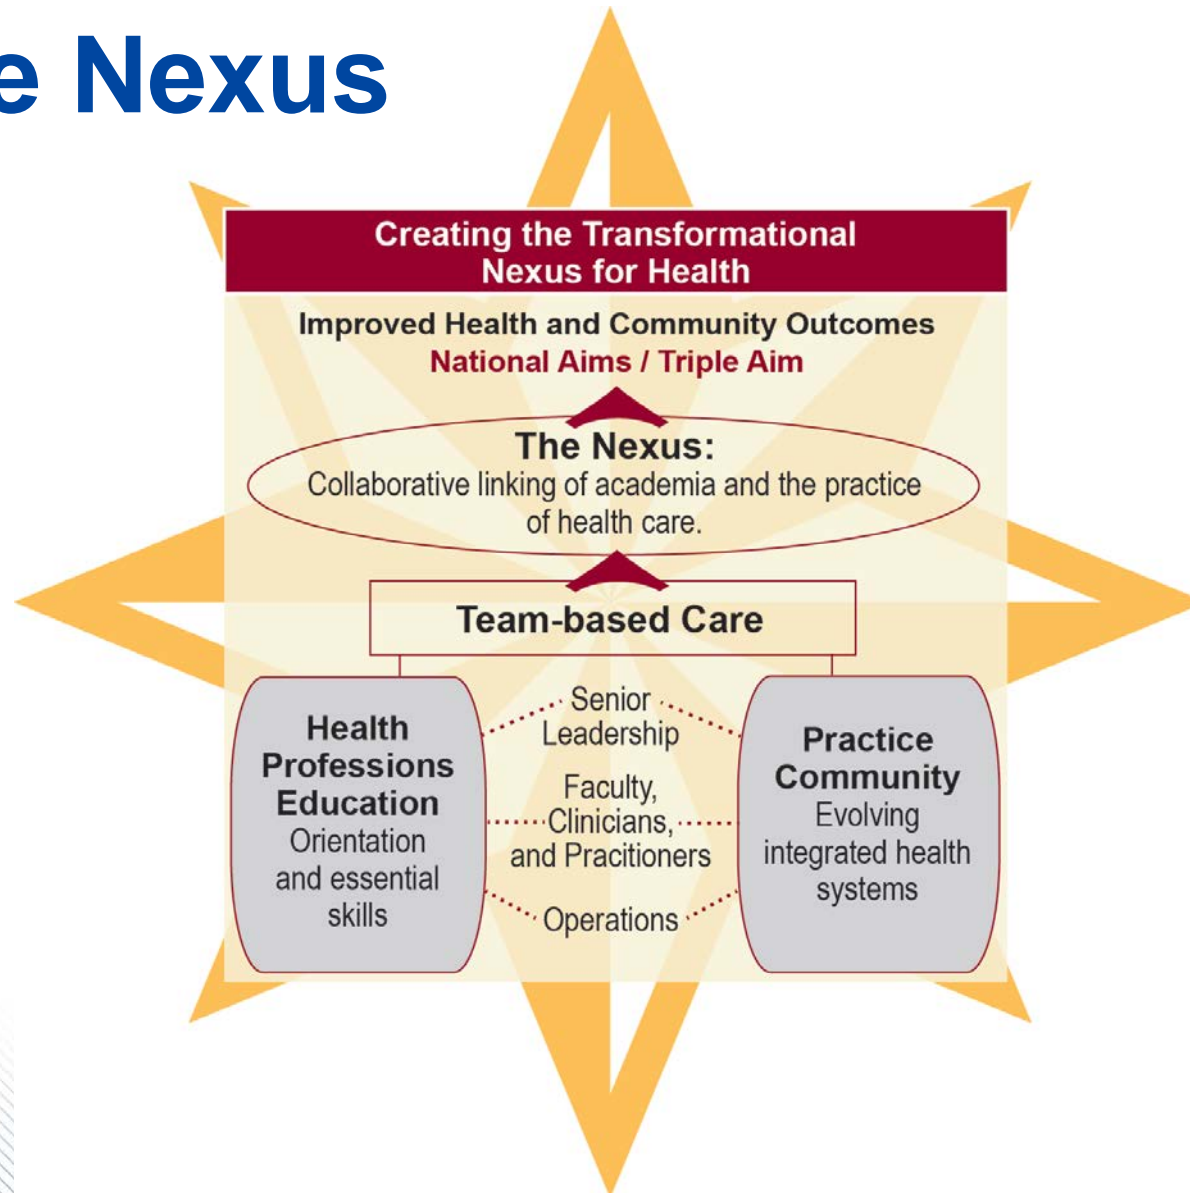 e Nexus
Creating the Transformational
Nexus for Health
Improved Health and Community Outcomes
National Aims / Triple Aim
The Nexus:
Collaborative linking of academia and the practice
of health care.
Team-based Care
Health
Professions
Education
Orientation
and essential
skills
Senior
Leadership
Faculty,
Clinicians,
and Pracitioners
Operations
Practice
Community
Evolving
integrated health
systems